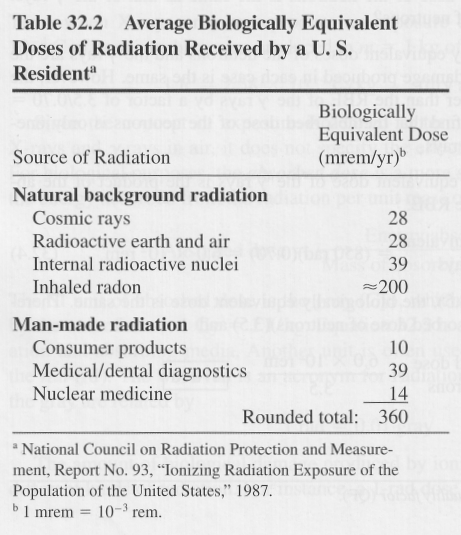 Table 32.2 Average Biologically Equivalent
Doses of Radiation Received by a U. S.
Residentᵃ
Biological
Equivalent Dose
Source of Radiation (mrem/yr)ᵇ
Natural background radiation
Cosmic rays 28
Radioactive earth and air 28
Internal radioactive nuclei 39
Inhaled radon ≈200
Man-made radiation
Consumer products 10
Medical/dental diagnostics 39
Nuclear medicine 14
Rounded total: 360
ᵃ National Council on Radiation Protection and Measure-
ment, Report No. 93, “Ionizing Radiation Exposure of the
Population of the United States,” 1987.
ᵇ 1 mrem = 10⁻³ rem.